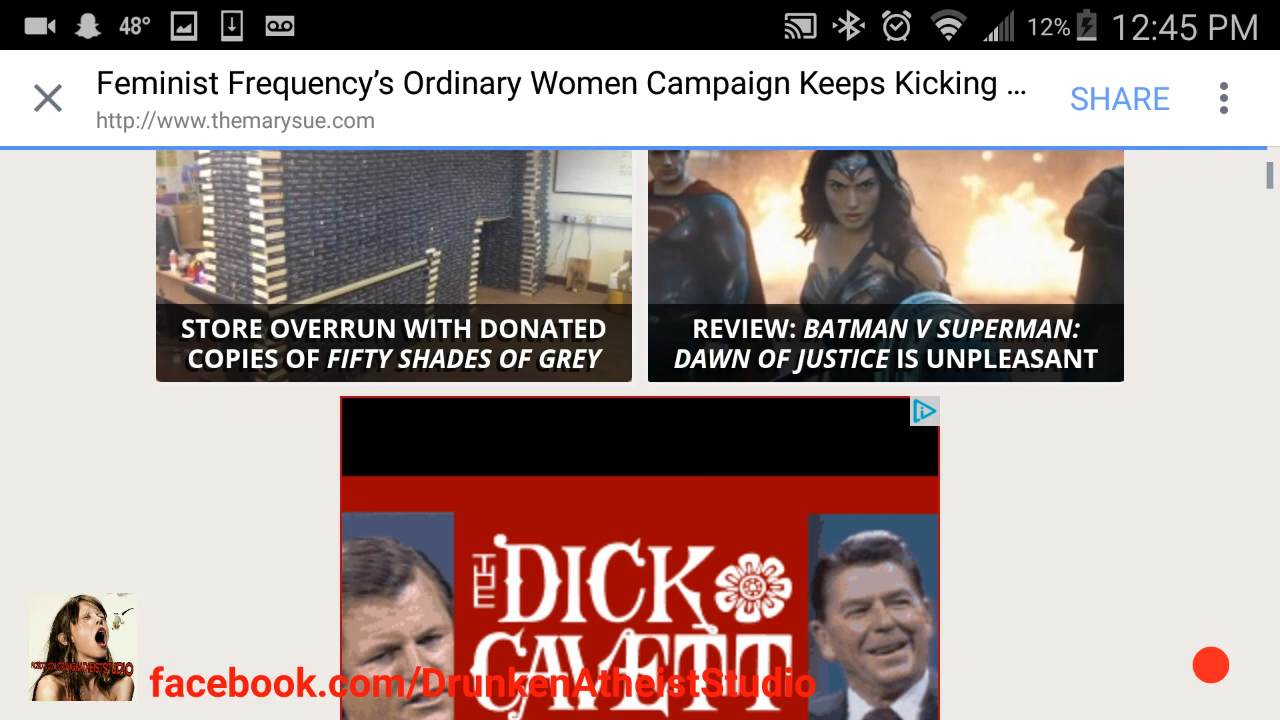 48° 12% 12:45 PM
Feminist Frequency’s Ordinary Women Campaign Keeps Kicking …
http://www.themarysue.com
SHARE
STORE OVERRUN WITH DONATED
COPIES OF FIFTY SHADES OF GREY
REVIEW: BATMAN V SUPERMAN:
DAWN OF JUSTICE IS UNPLEASANT
THE
DICK
CAVETT
facebook.com/DrunkenAtheistStudio